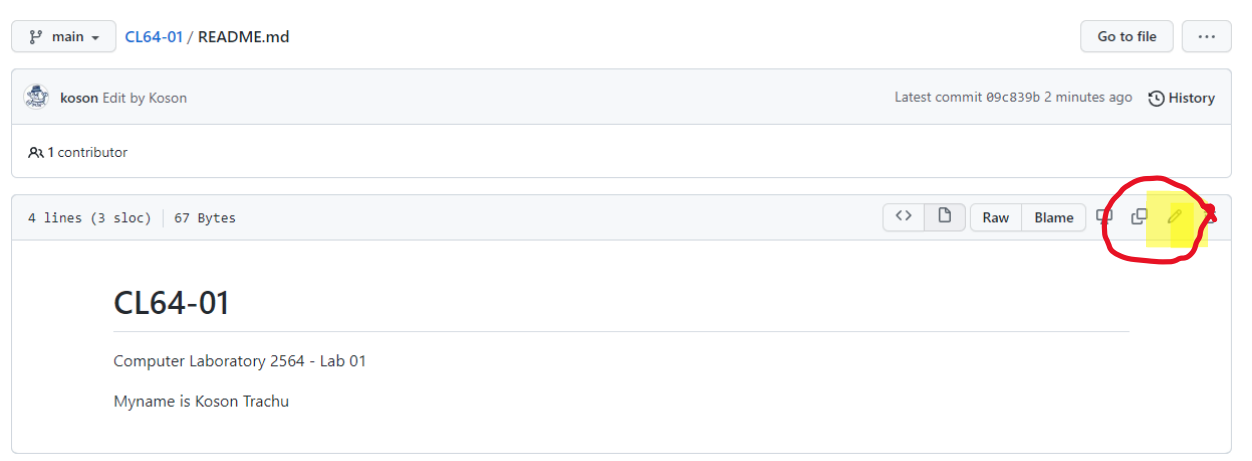 main
CL64-01 / README.md
Go to file
...
koson Edit by Koson
Latest commit 09c839b 2 minutes ago
History
1 contributor
4 lines (3 sloc)
67 Bytes
<>
Raw
Blame
CL64-01
Computer Laboratory 2564 - Lab 01
Myname is Koson Trachu